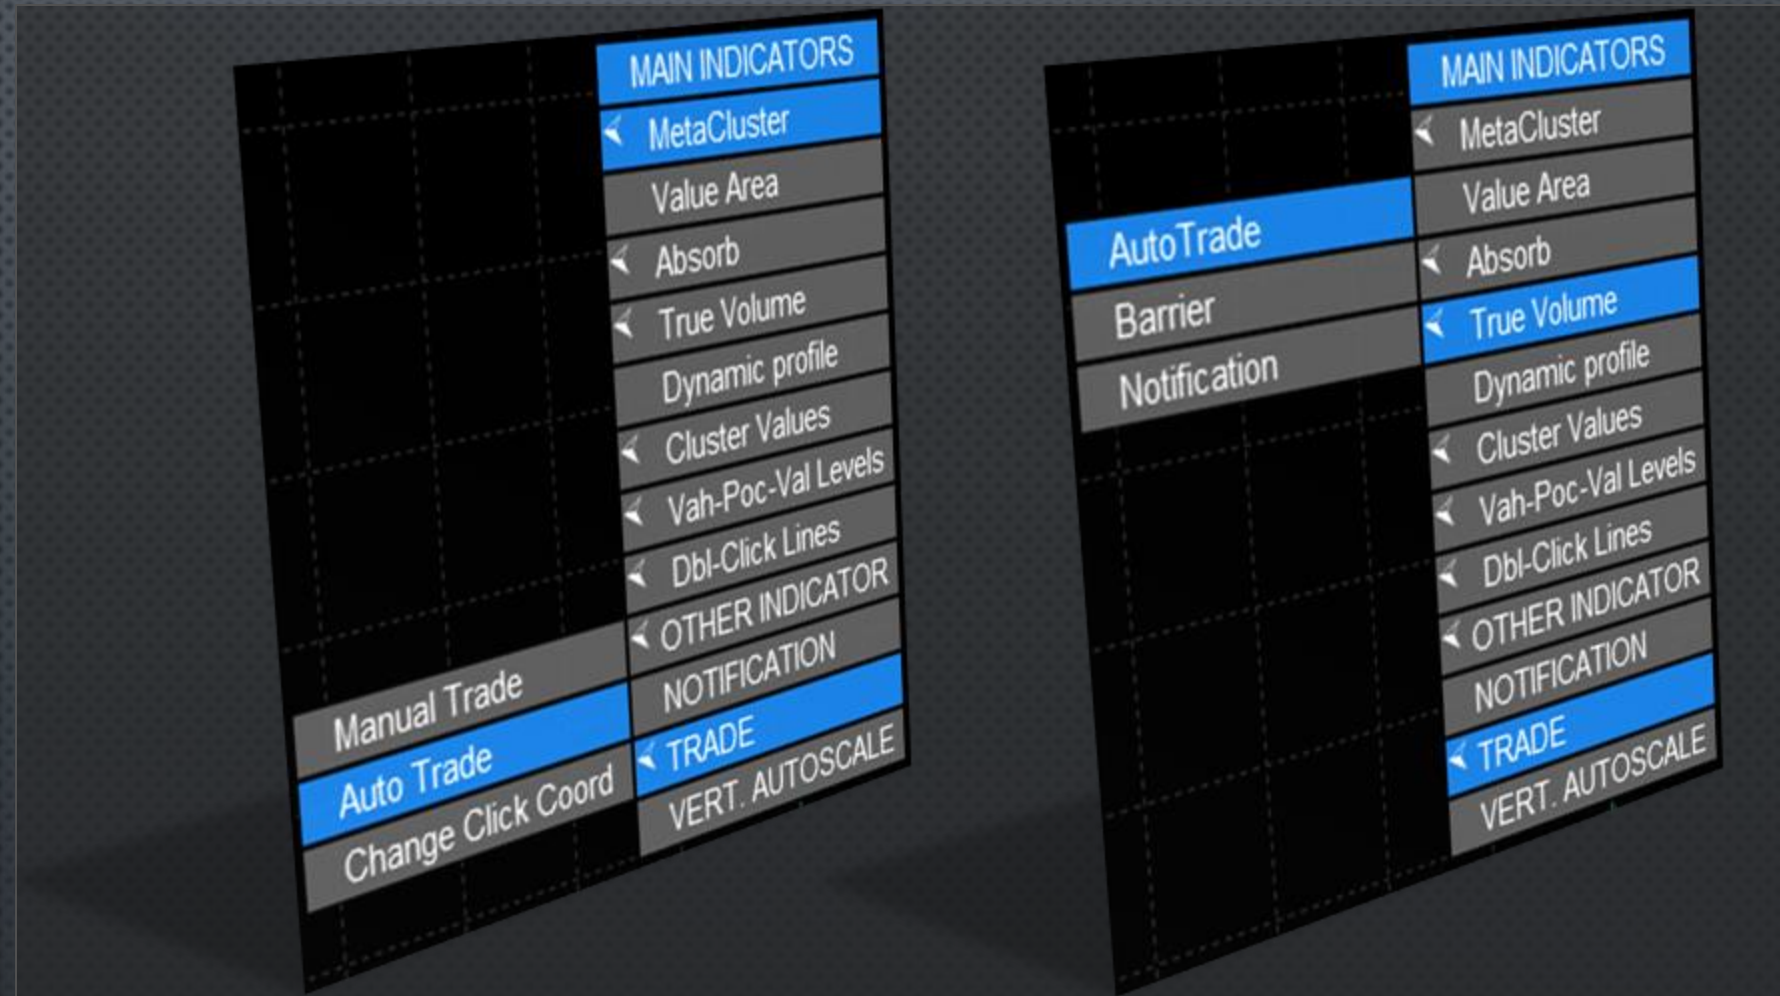 MAIN INDICATORS
MetaCluster
Value Area
Absorb
True Volume
Dynamic profile
Cluster Values
Vah-Poc-Val Levels
Dbl-Click Lines
OTHER INDICATOR
NOTIFICATION
TRADE
VERT. AUTOSCALE
Manual Trade
Auto Trade
Change Click Coord
MAIN INDICATORS
MetaCluster
Value Area
Absorb
True Volume
Dynamic profile
Cluster Values
Vah-Poc-Val Levels
Dbl-Click Lines
OTHER INDICATOR
NOTIFICATION
TRADE
VERT. AUTOSCALE
AutoTrade
Barrier
Notification